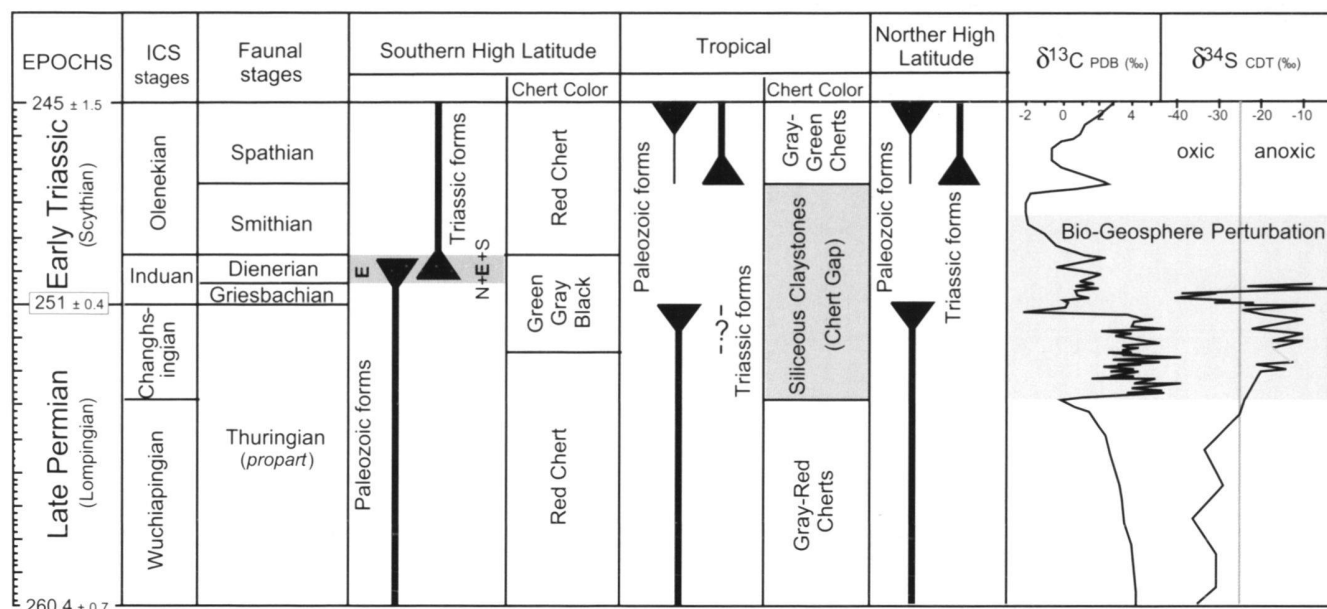 EPOCHS
ICS
stages
Faunal
stages
Southern High Latitude
Chert Color
Tropical
Chert Color
Norther High
Latitude
δ13C PDB (‰)
δ34S CDT (‰)
245 ± 1.5
-2 0 2 4
-40 -30 -20 -10
oxic
anoxic
Early Triassic
(Scythian)
Olenekian
Spathian
Smithian
Triassic forms
Red Chert
Paleozoic forms
Gray-
Green
Cherts
Paleozoic forms
Triassic forms
Bio-Geosphere Perturbation
Induan
Dienerian
Griesbachian
E
N+E+S
251 ± 0.4
Green
Gray
Black
-?-
Triassic forms
Siliceous Claystones
(Chert Gap)
Late Permian
(Lompingian)
Changhs-
ingian
Wuchiapingian
Thuringian
(propart)
Paleozoic forms
Red Chert
Gray-Red
Cherts
260.4 ± 0.7